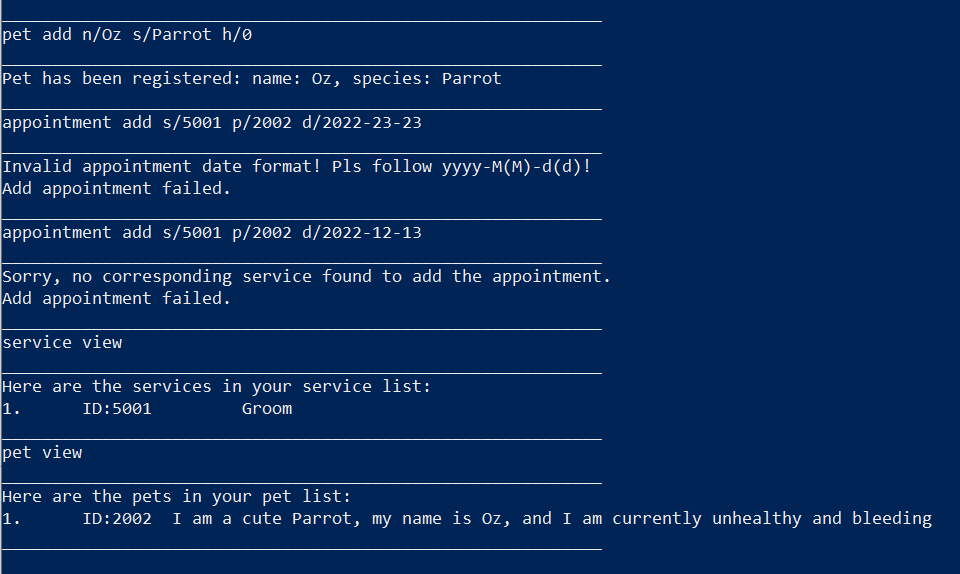 pet add n/Oz s/Parrot h/0
Pet has been registered: name: Oz, species: Parrot
appointment add s/5001 p/2002 d/2022-23-23
Invalid appointment date format! Pls follow yyyy-M(M)-d(d)!
Add appointment failed.
appointment add s/5001 p/2002 d/2022-12-13
Sorry, no corresponding service found to add the appointment.
Add appointment failed.
service view
Here are the services in your service list:
1. ID:5001 Groom
pet view
Here are the pets in your pet list:
1. ID:2002 I am a cute Parrot, my name is Oz, and I am currently unhealthy and bleeding